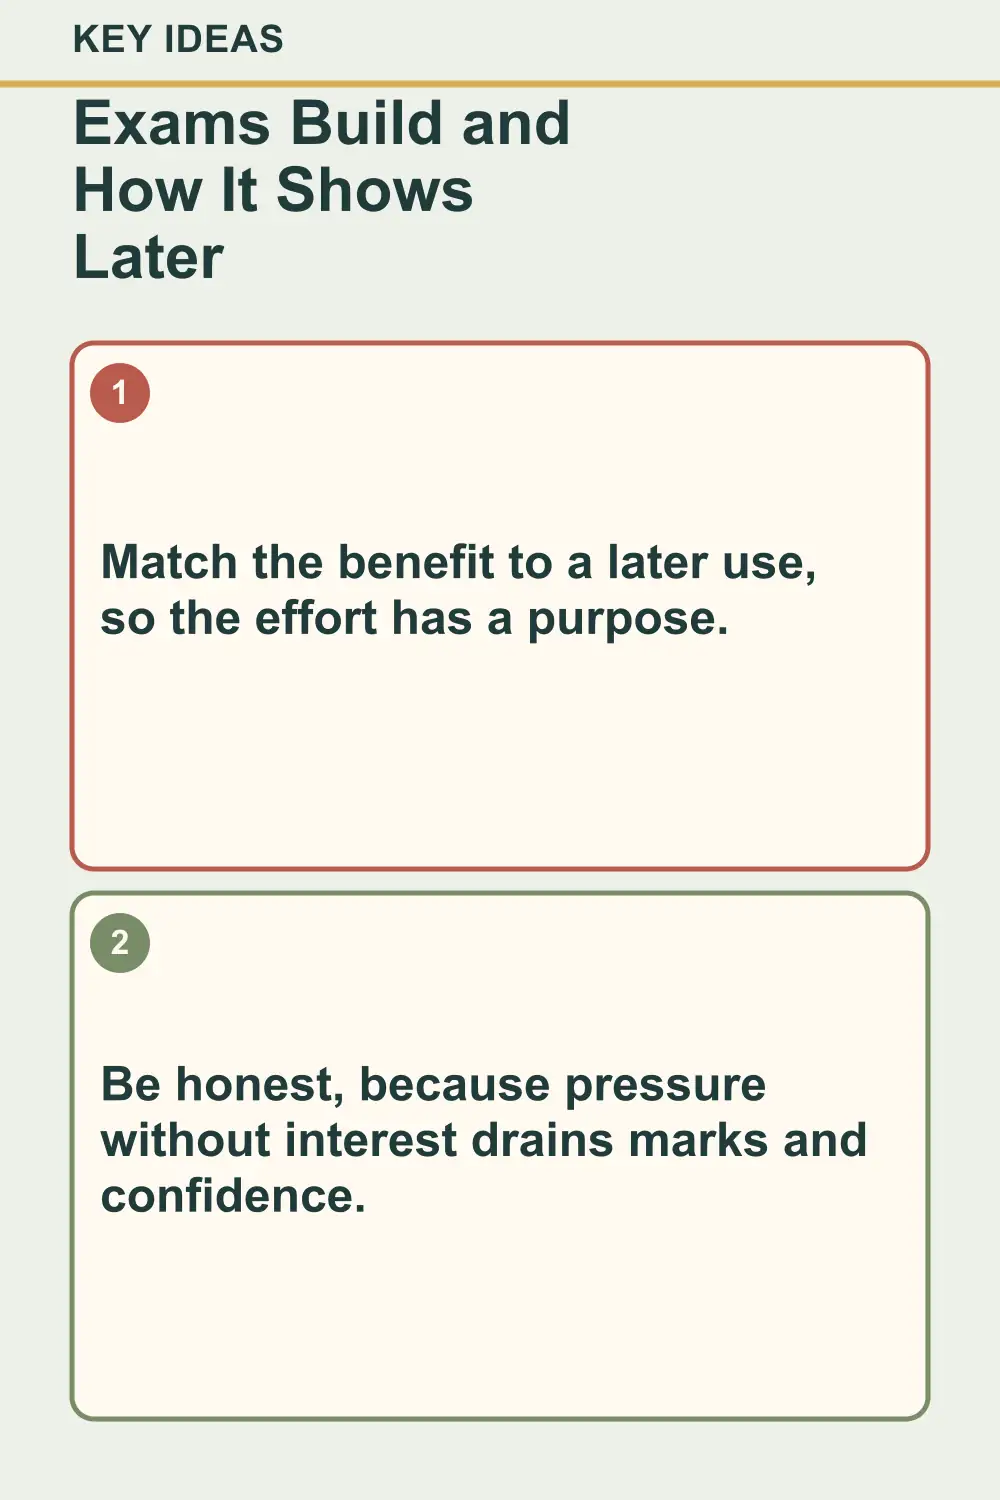 KEY IDEAS
Exams Build and
How It Shows
Later
1
Match the benefit to a later use,
so the effort has a purpose.
2
Be honest, because pressure
without interest drains marks and
confidence.